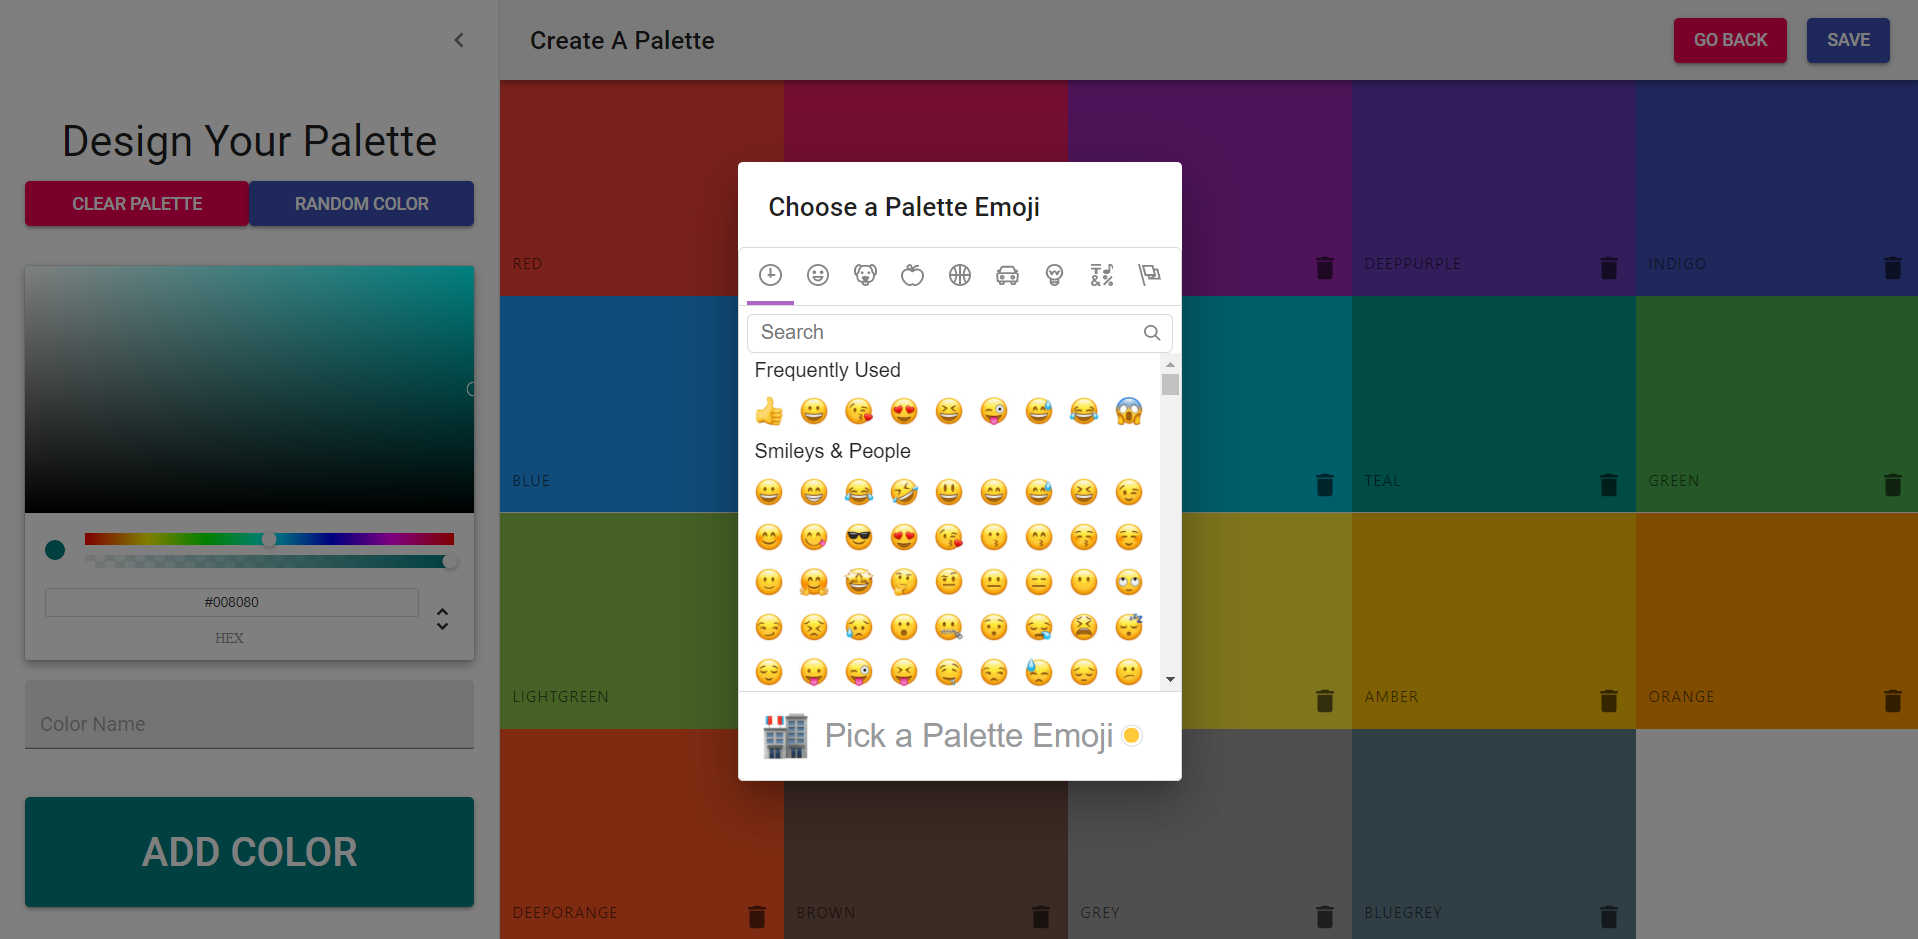 Create A Palette
GO BACK
SAVE
Design Your Palette
CLEAR PALETTE
RANDOM COLOR
#008080
HEX
Color Name
ADD COLOR
RED
DEEPPURPLE
INDIGO
BLUE
TEAL
GREEN
LIGHTGREEN
AMBER
ORANGE
DEEPORANGE
BROWN
GREY
BLUEGREY
Choose a Palette Emoji
Search
Frequently Used
Smileys & People
Pick a Palette Emoji